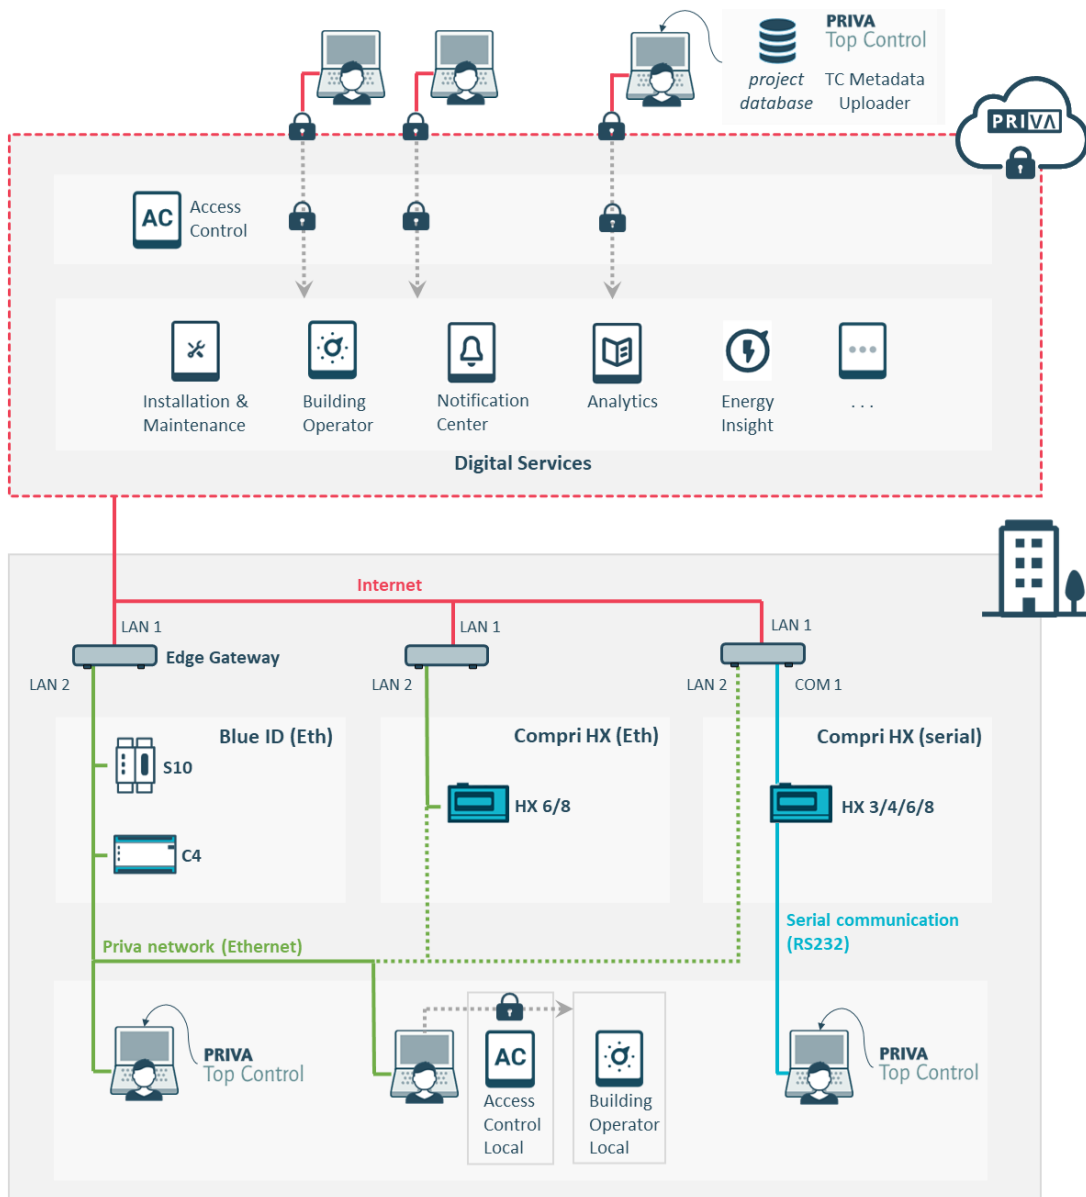 PRIVA
Top Control
project
database
TC Metadata
Uploader
PRIVA
AC
Access
Control
Installation &
Maintenance
Building
Operator
Notification
Center
Analytics
Energy
Insight
. . .
Digital Services
Internet
LAN 1
LAN 1
LAN 1
Edge Gateway
LAN 2
LAN 2
LAN 2
COM 1
Blue ID (Eth)
Compri HX (Eth)
Compri HX (serial)
S10
HX 6/8
HX 3/4/6/8
C4
Priva network (Ethernet)
Serial communication
(RS232)
PRIVA
Top Control
AC
Access
Control
Local
Building
Operator
Local
PRIVA
Top Control